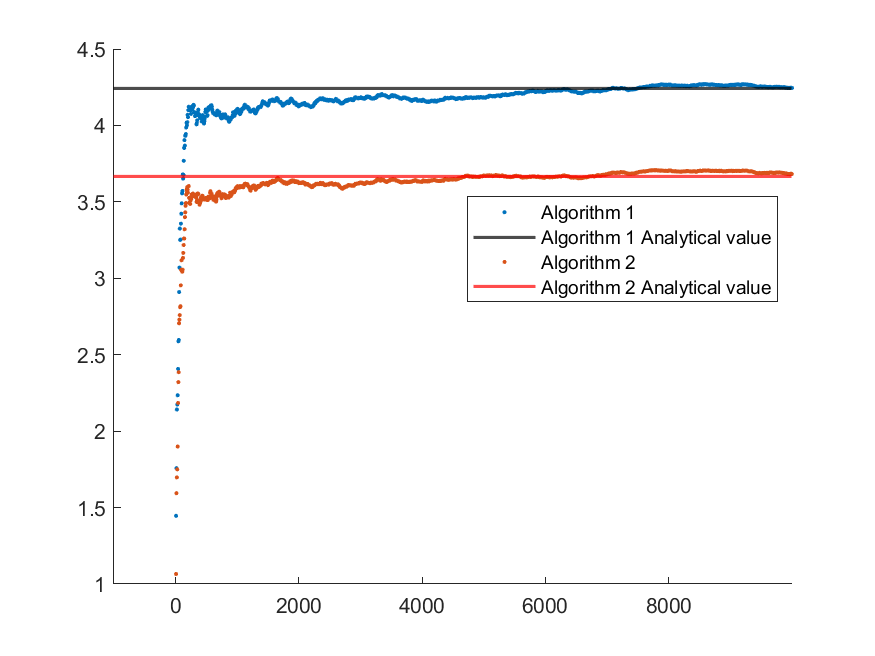 4.5
4
3.5
3
2.5
2
1.5
1
Algorithm 1
Algorithm 1 Analytical value
Algorithm 2
Algorithm 2 Analytical value
0 2000 4000 6000 8000